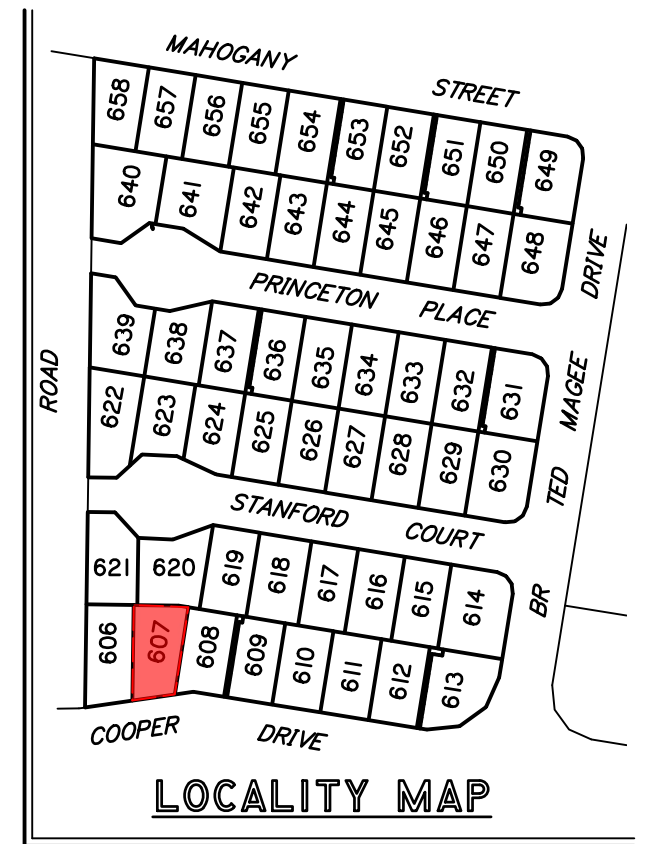 MAHOGANY STREET
658 657 656 655 654 653 652 651 650 649
640 641 642 643 644 645 646 647 648
DRIVE
PRINCETON PLACE
639 638 637 636 635 634 633 632 631
MAGEE
ROAD
622 623 624 625 626 627 628 629 630
TED
STANFORD COURT
621 620 619 618 617 616 615 614
BR
606 607 608 609 610 611 612 613
COOPER DRIVE
LOCALITY MAP